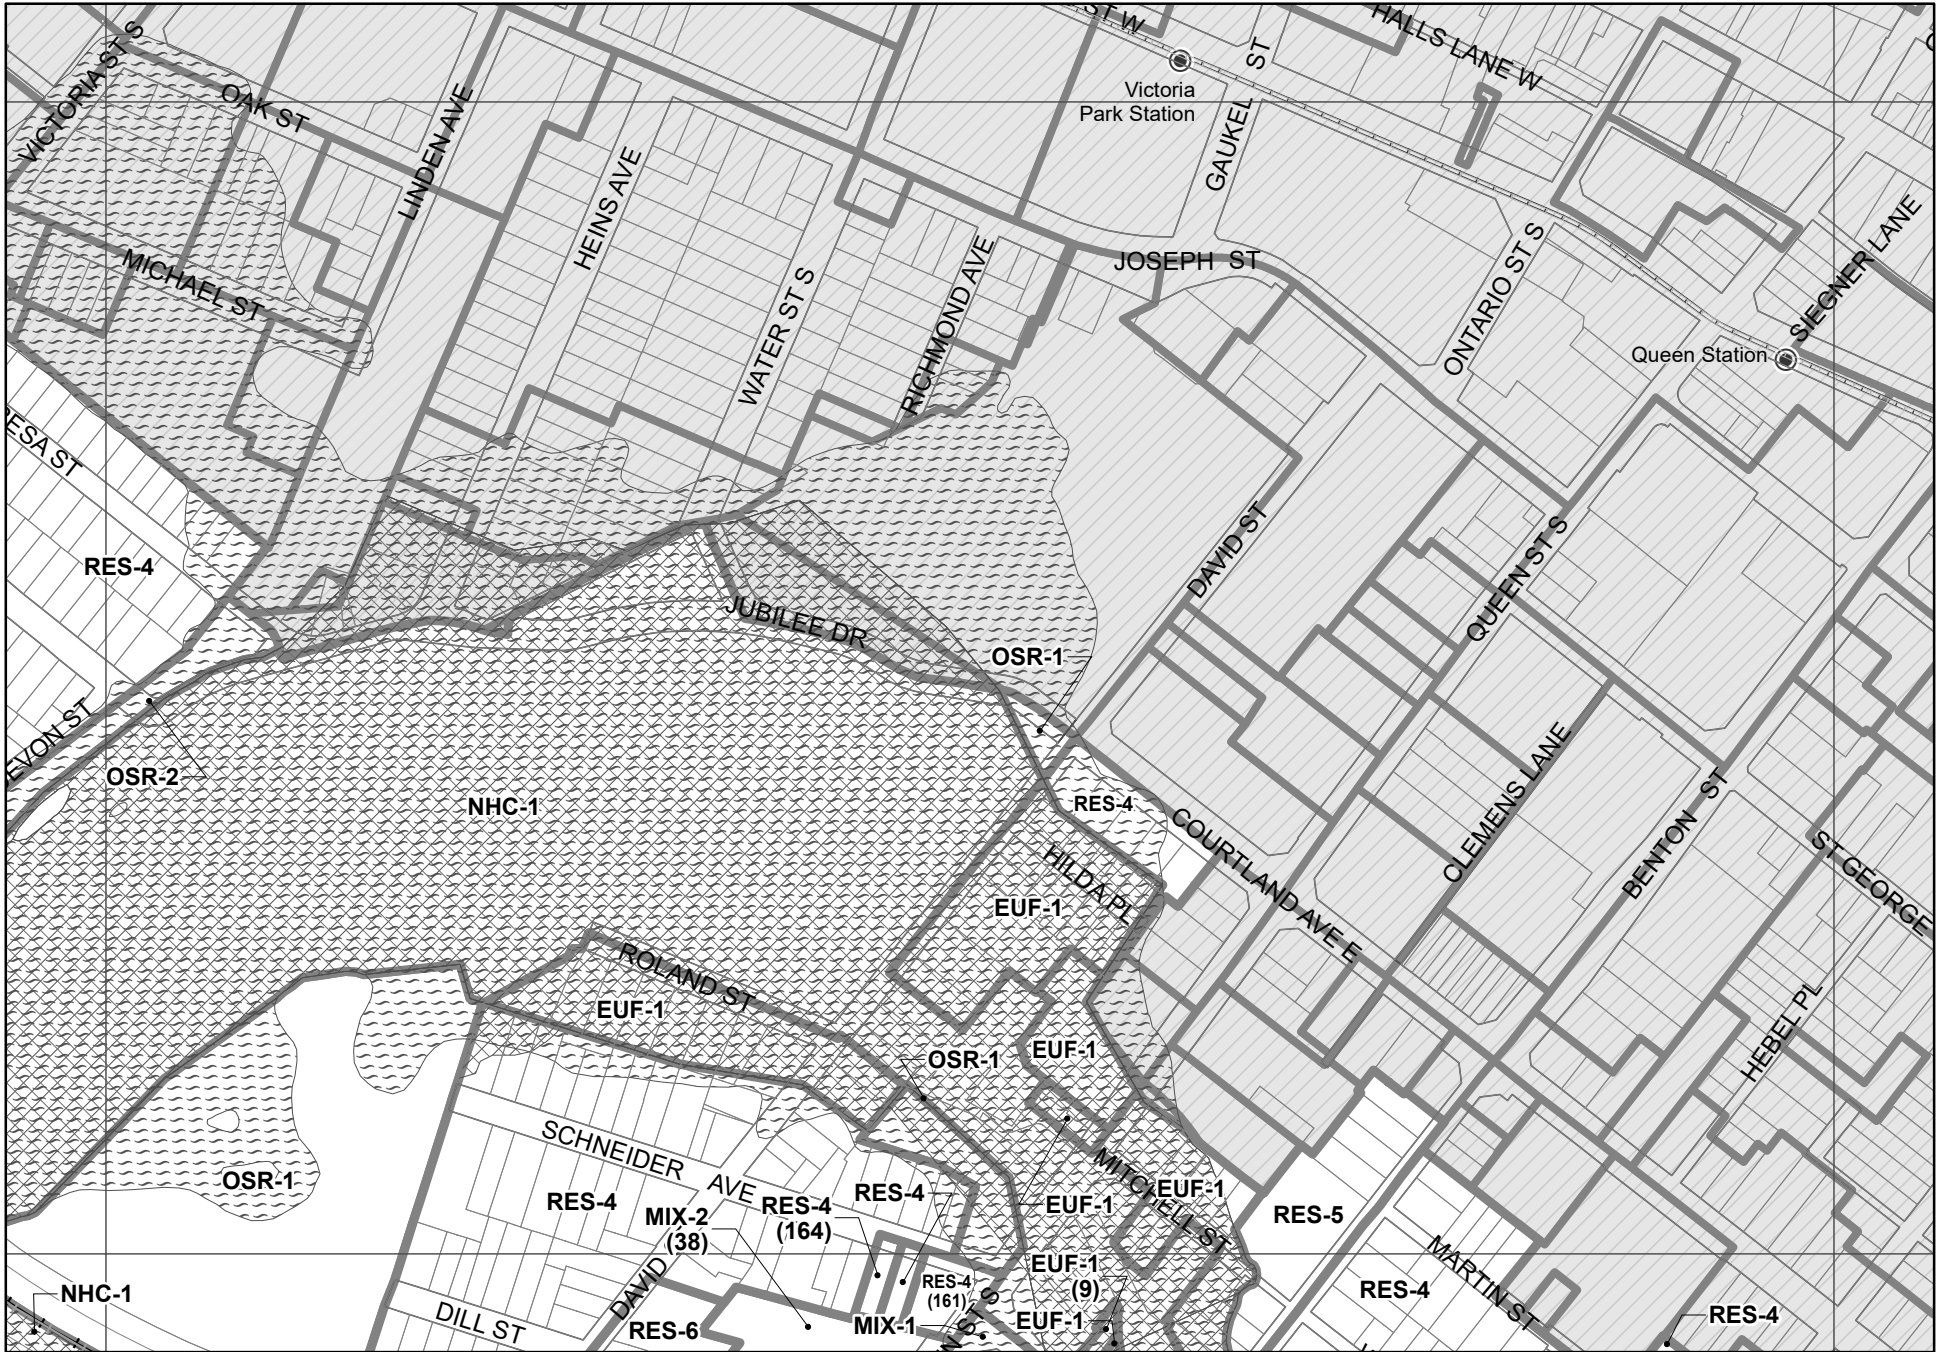 ST W
HALLS LANE W
VICTORIA ST S
OAK ST
LINDEN AVE
Victoria
Park Station
GAUKEL ST
HEINS AVE
MICHAEL ST
WATER ST S
RICHMOND AVE
JOSEPH ST
ONTARIO ST S
SIEGNER LANE
Queen Station
ESA ST
RES-4
DAVID ST
QUEEN ST S
JUBILEE DR
OSR-1
EVON ST
OSR-2
NHC-1
RES-4
COURTLAND AVE E
CLEMENS LANE
BENTON ST
ST GEORGE
HILDA PL
EUF-1
ROLAND ST
EUF-1
OSR-1
EUF-1
HEBEL PL
SCHNEIDER AVE
MITCHELL ST
OSR-1
RES-4
MIX-2
(38)
RES-4
(164)
RES-4
EUF-1
EUF-1
RES-5
MARTIN ST
NHC-1
DAVID
DILL ST
RES-6
RES-4
(161)
MIX-1
EUF-1
(9)
EUF-1
RES-4
RES-4